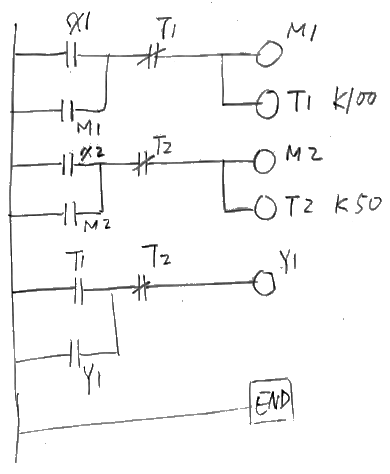 X1 T1 M1
M1 T1 K100
X2 T2 M2
M2 T2 K50
T1 T2 Y1
Y1
END